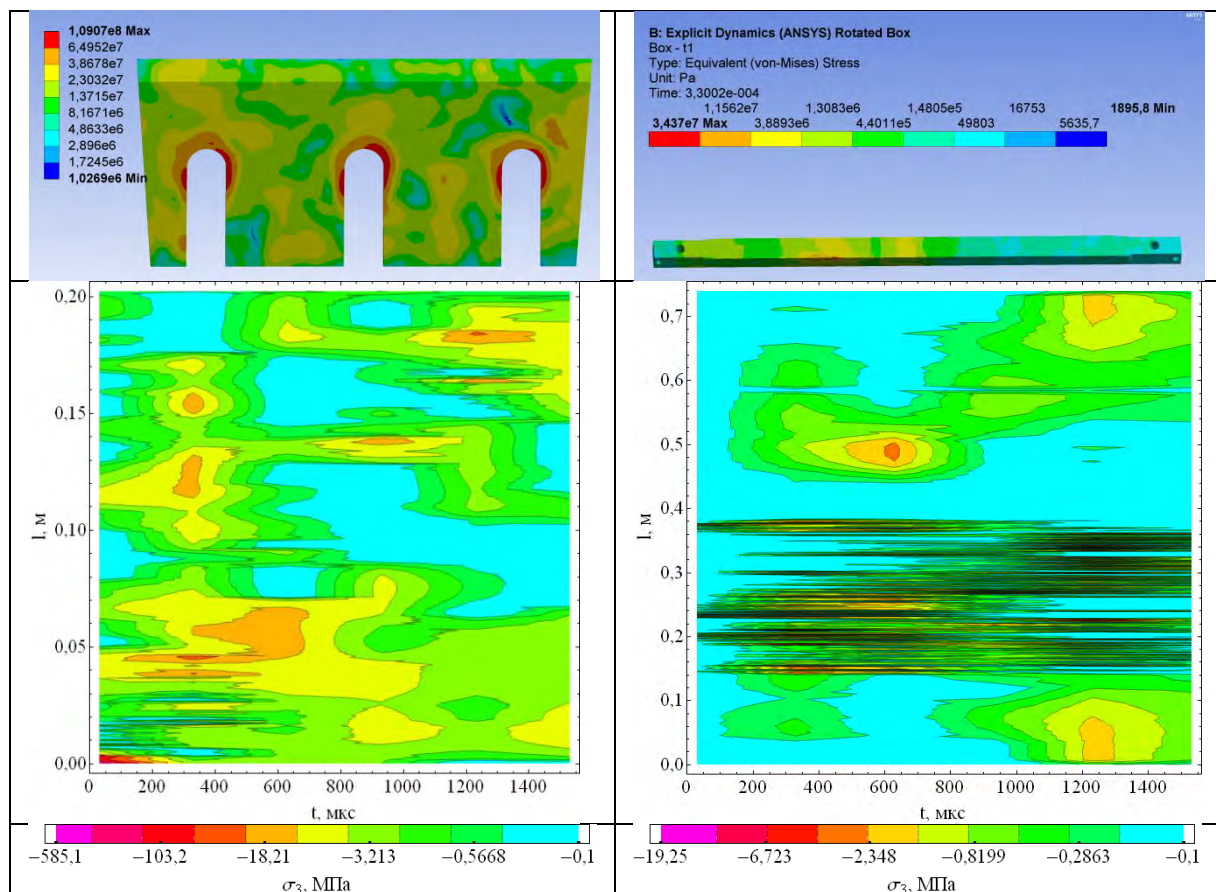 1,0907e8 Max
6,4952e7
3,8678e7
2,3032e7
1,3715e7
8,1671e6
4,8633e6
2,896e6
1,7245e6
1,0269e6 Min
ANSYS
B: Explicit Dynamics (ANSYS) Rotated Box
Box - t1
Type: Equivalent (von-Mises) Stress
Unit: Pa
Time: 3,3002e-004
1,1562e7 1,3083e6 1,4805e5 16753 1895,8 Min
3,437e7 Max 3,8893e6 4,4011e5 49803 5635,7
0,20
0,15
0,10
0,05
0,00
l, м
0 200 400 600 800 1000 1200 1400
t, мкс
0,7
0,6
0,5
0,4
0,3
0,2
0,1
0,0
l, м
0 200 400 600 800 1000 1200 1400
t, мкс
−585,1 −103,2 −18,21 −3,213 −0,5668 −0,1
σ3, МПа
−19,25 −6,723 −2,348 −0,8199 −0,2863 −0,1
σ3, МПа